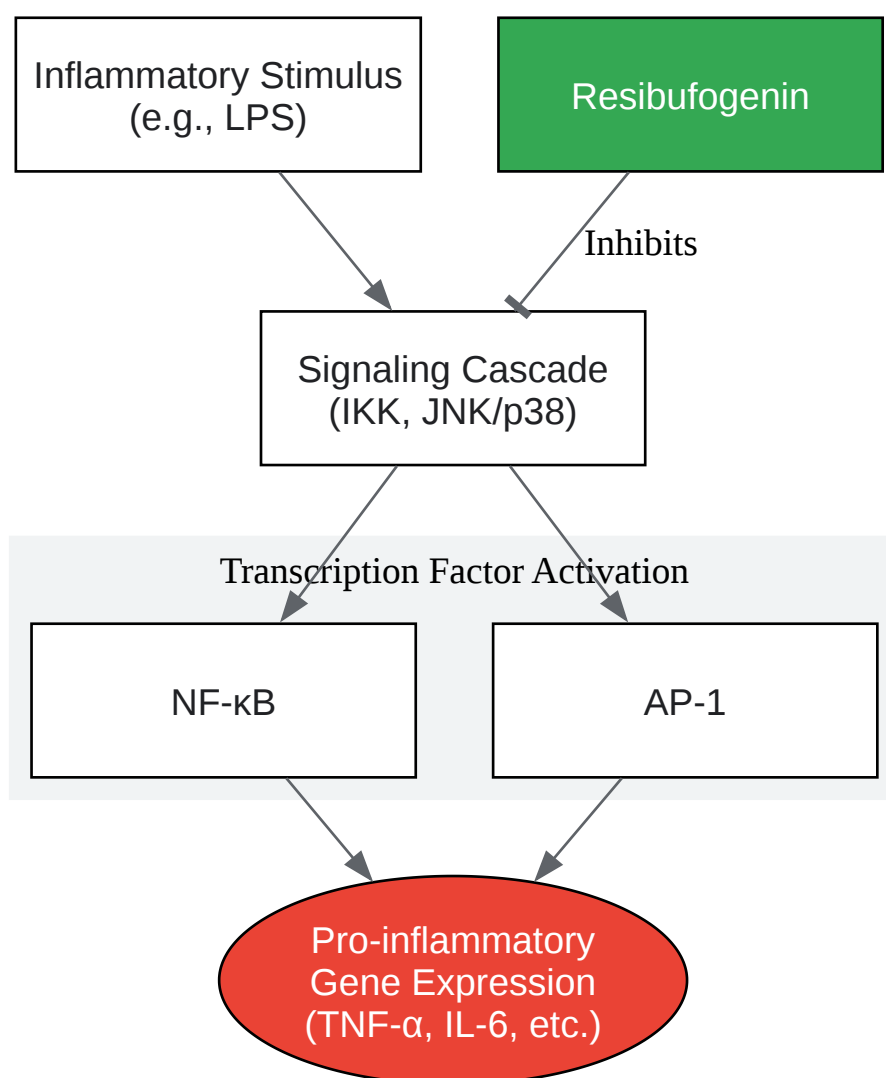 Inflammatory Stimulus
(e.g., LPS)
Resibufogenin
Inhibits
Signaling Cascade
(IKK, JNK/p38)
Transcription Factor Activation
NF-κB
AP-1
Pro-inflammatory
Gene Expression
(TNF-α, IL-6, etc.)